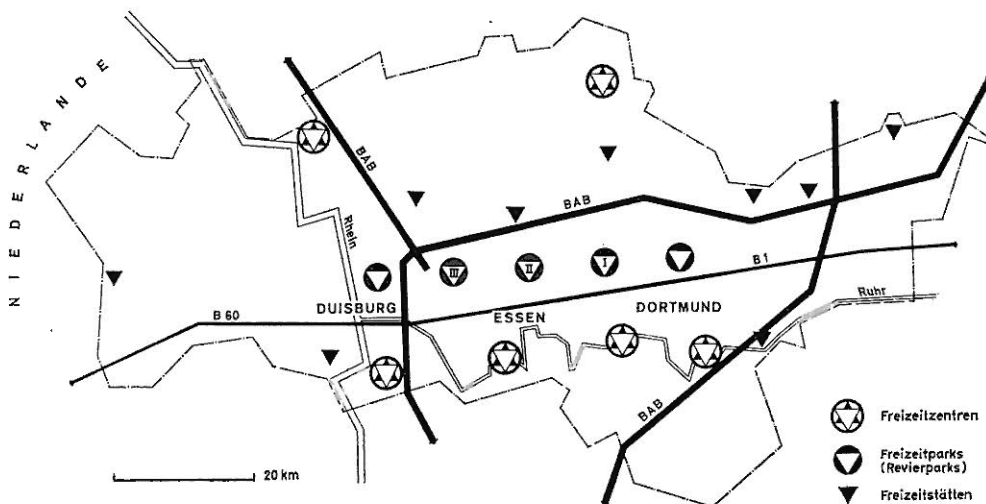 NIEDERLANDE
BAB
BAB
Rhein
III
II
I
B 1
DUISBURG
ESSEN
DORTMUND
Ruhr
B 60
BAB
20 km
Freizeitzentren
Freizeitparks
(Revierparks)
Freizeitstätten